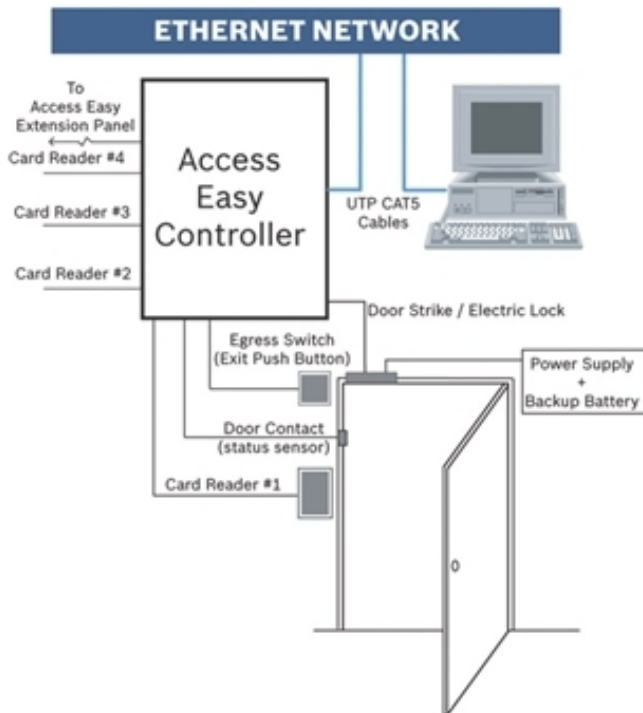 ETHERNET NETWORK
To
Access Easy
Extension Panel
Card Reader #4
Card Reader #3
Card Reader #2
Access
Easy
Controller
UTP CAT5
Cables
Door Strike / Electric Lock
Egress Switch
(Exit Push Button)
Power Supply
+
Backup Battery
Door Contact
(status sensor)
Card Reader #1